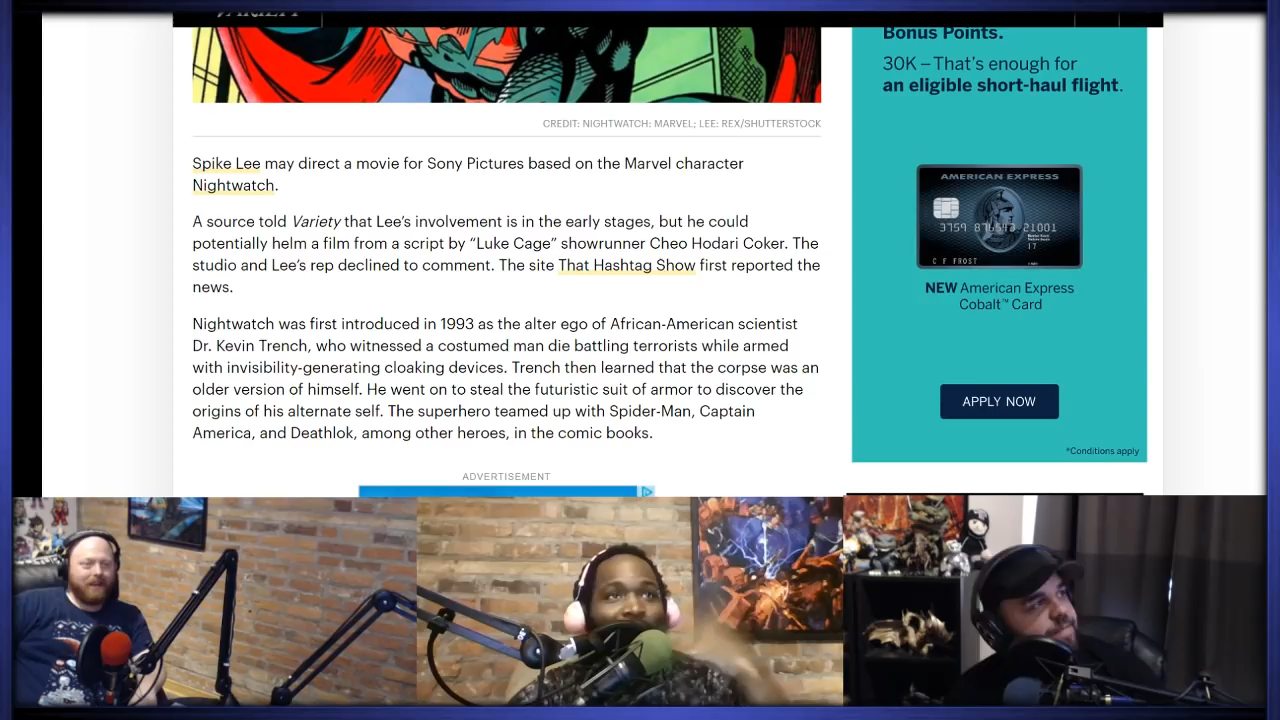 Bonus Points.
30K – That's enough for
an eligible short-haul flight.
CREDIT: NIGHTWATCH: MARVEL; LEE: REX/SHUTTERSTOCK
Spike Lee may direct a movie for Sony Pictures based on the Marvel character
Nightwatch.
A source told Variety that Lee's involvement is in the early stages, but he could
potentially helm a film from a script by “Luke Cage” showrunner Cheo Hodari Coker. The
studio and Lee's rep declined to comment. The site That Hashtag Show first reported the
news.
Nightwatch was first introduced in 1993 as the alter ego of African-American scientist
Dr. Kevin Trench, who witnessed a costumed man die battling terrorists while armed
with invisibility-generating cloaking devices. Trench then learned that the corpse was an
older version of himself. He went on to steal the futuristic suit of armor to discover the
origins of his alternate self. The superhero teamed up with Spider-Man, Captain
America, and Deathlok, among other heroes, in the comic books.
ADVERTISEMENT
AMERICAN EXPRESS
3759 876543 21001
17
C F FROST
NEW American Express
Cobalt™ Card
APPLY NOW
*Conditions apply